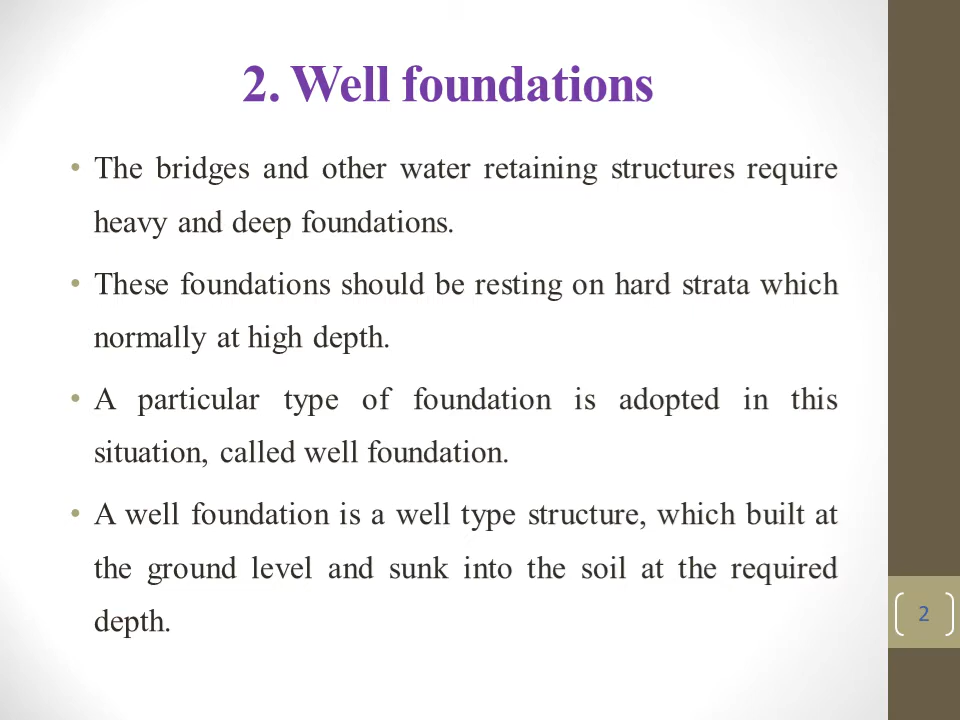 2. Well foundations
• The bridges and other water retaining structures require
heavy and deep foundations.
• These foundations should be resting on hard strata which
normally at high depth.
• A particular type of foundation is adopted in this
situation, called well foundation.
• A well foundation is a well type structure, which built at
the ground level and sunk into the soil at the required
depth.
2